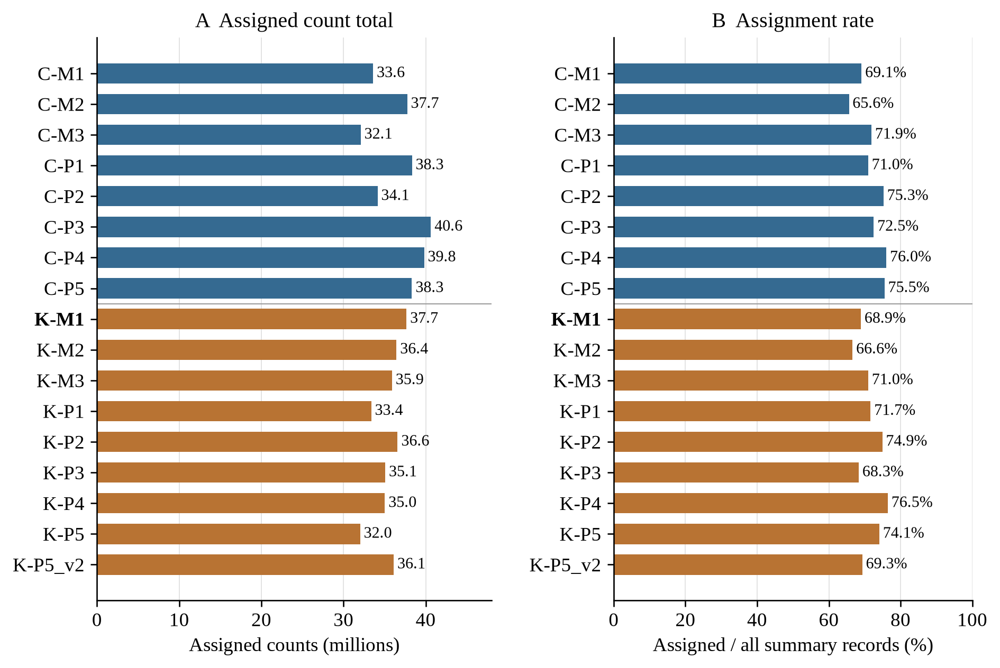 A  Assigned count total
C-M1 33.6
C-M2 37.7
C-M3 32.1
C-P1 38.3
C-P2 34.1
C-P3 40.6
C-P4 39.8
C-P5 38.3
K-M1 37.7
K-M2 36.4
K-M3 35.9
K-P1 33.4
K-P2 36.6
K-P3 35.1
K-P4 35.0
K-P5 32.0
K-P5_v2 36.1
0 10 20 30 40
Assigned counts (millions)
B  Assignment rate
C-M1 69.1%
C-M2 65.6%
C-M3 71.9%
C-P1 71.0%
C-P2 75.3%
C-P3 72.5%
C-P4 76.0%
C-P5 75.5%
K-M1 68.9%
K-M2 66.6%
K-M3 71.0%
K-P1 71.7%
K-P2 74.9%
K-P3 68.3%
K-P4 76.5%
K-P5 74.1%
K-P5_v2 69.3%
0 20 40 60 80 100
Assigned / all summary records (%)